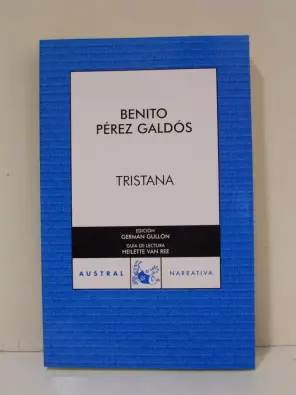 BENITO
PÉREZ GALDÓS
TRISTANA
EDICIÓN
GERMÁN GULLÓN
GUÍA DE LECTURA
HEILETTE VAN REE
AUSTRAL NARRATIVA